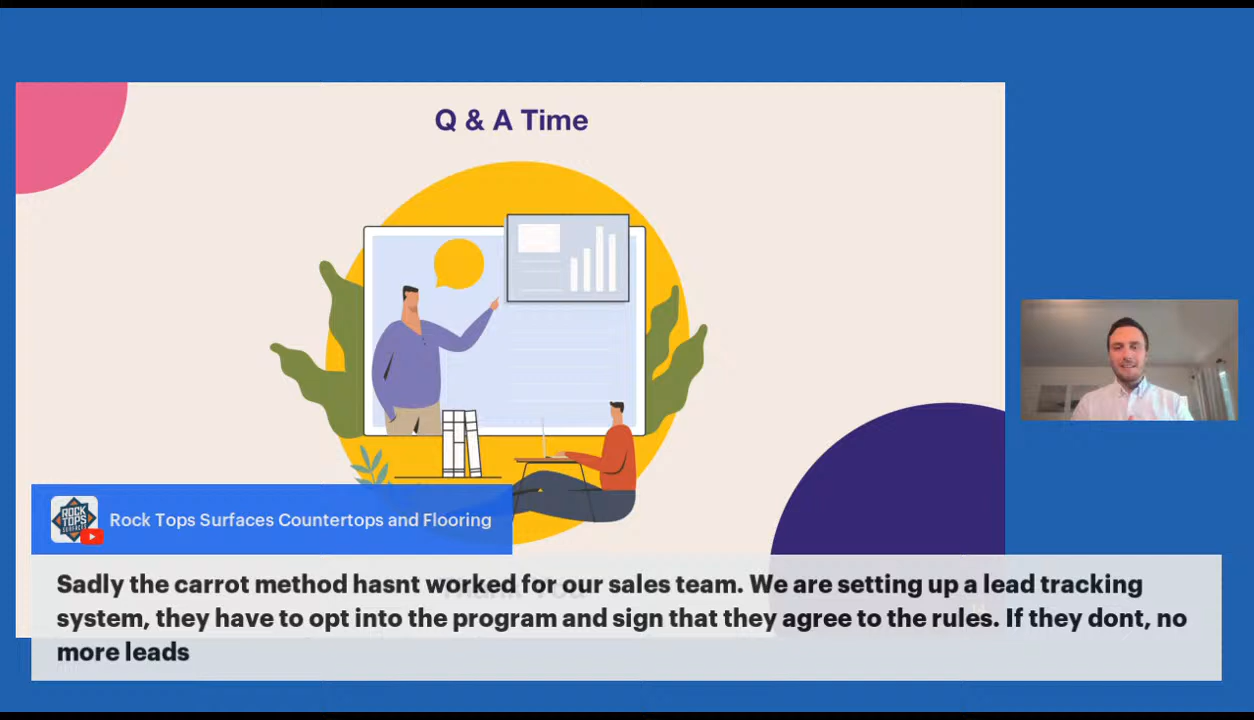 Q & A Time
ROCK
TOPS
Rock Tops Surfaces Countertops and Flooring
Sadly the carrot method hasnt worked for our sales team. We are setting up a lead tracking
system, they have to opt into the program and sign that they agree to the rules. If they dont, no
more leads